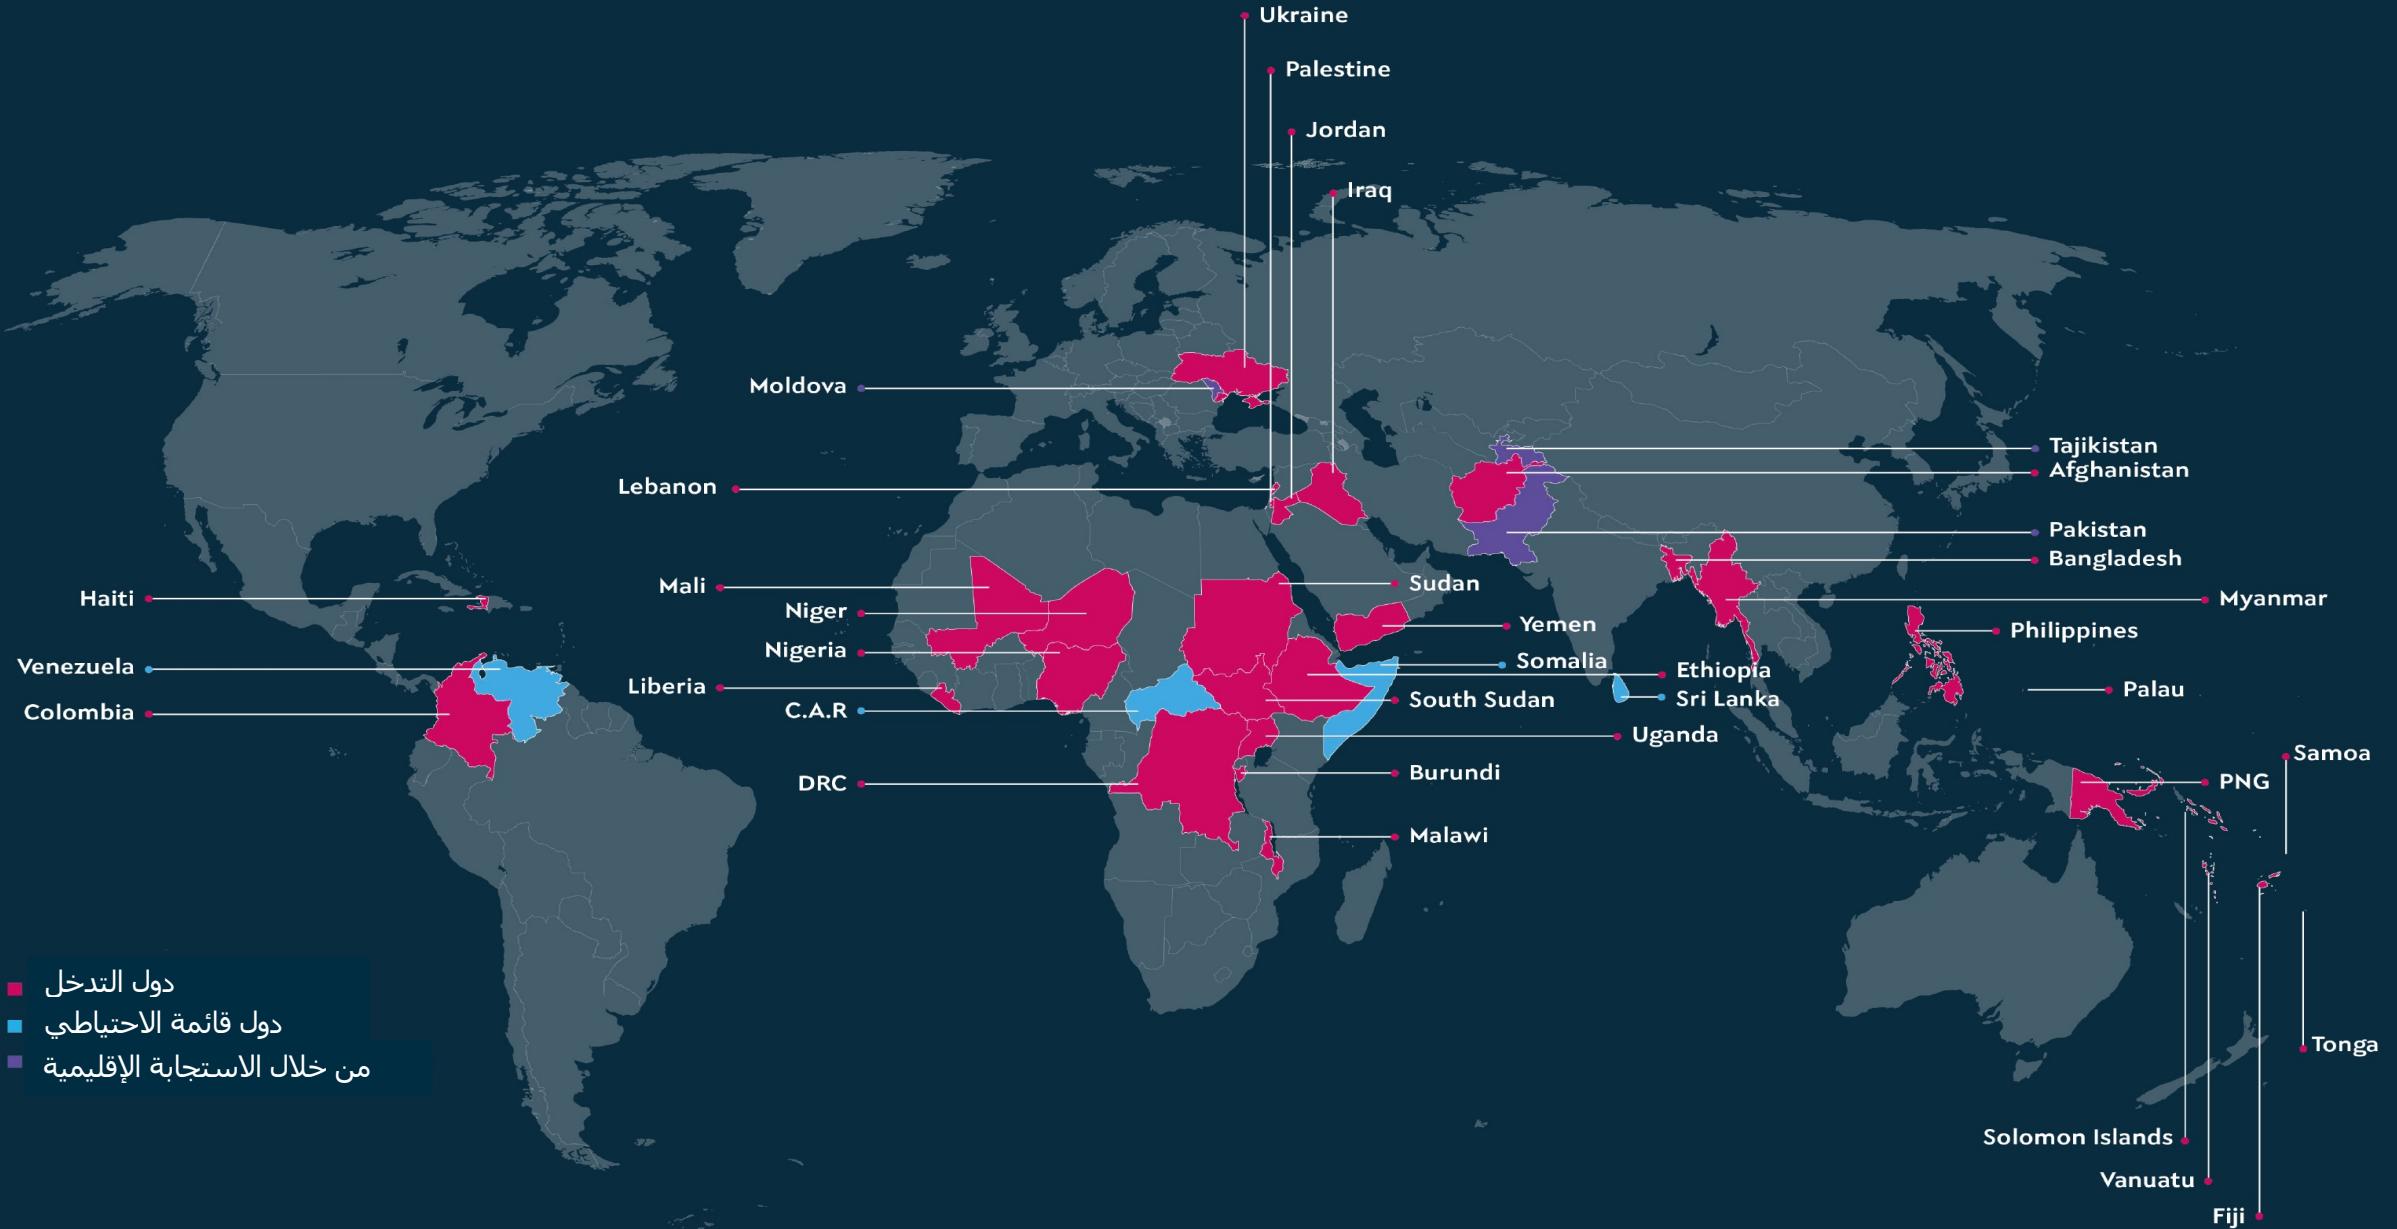 Ukraine
Palestine
Jordan
Iraq
Moldova
Tajikistan
Afghanistan
Lebanon
Pakistan
Bangladesh
Haiti
Mali
Sudan
Myanmar
Niger
Yemen
Philippines
Nigeria
Venezuela
Somalia
Ethiopia
Liberia
Palau
Colombia
C.A.R
South Sudan
Sri Lanka
Uganda
Samoa
Burundi
DRC
PNG
Malawi
دول التدخل
دول قائمة الاحتياطي
من خلال الاستجابة الإقليمية
Tonga
Solomon Islands
Vanuatu
Fiji